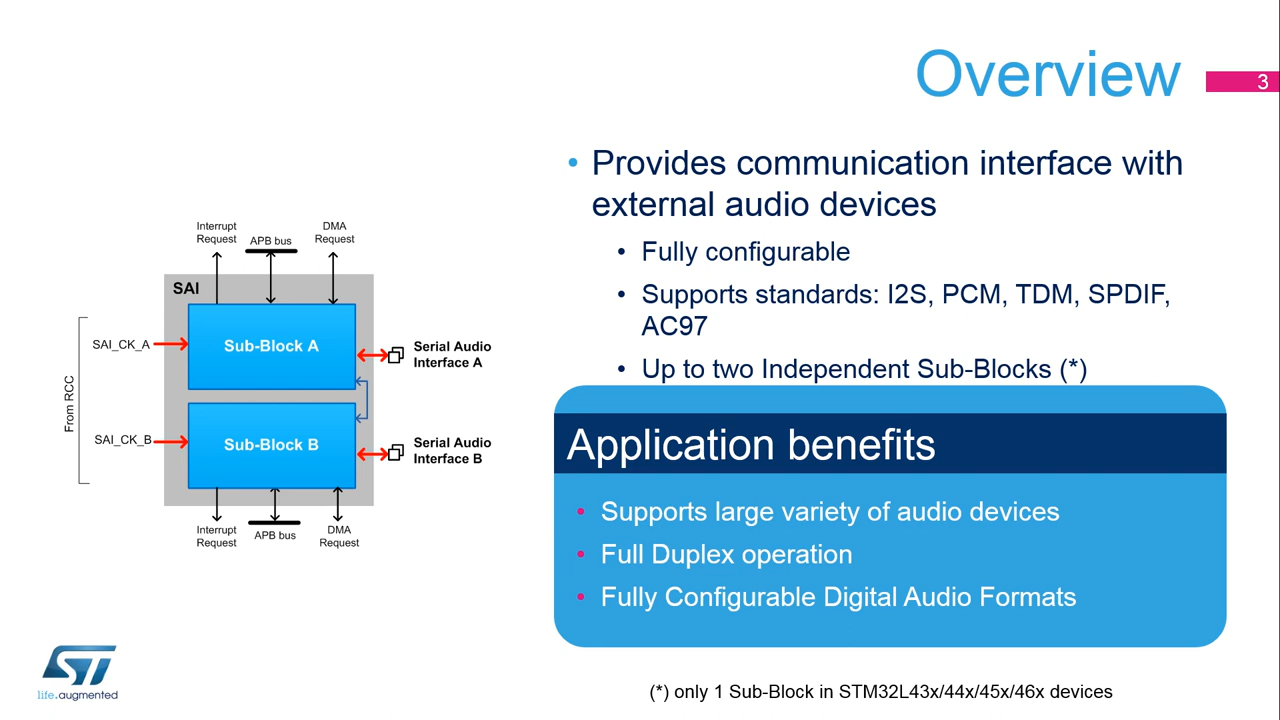 Overview
3
• Provides communication interface with
external audio devices
• Fully configurable
• Supports standards: I2S, PCM, TDM, SPDIF,
AC97
• Up to two Independent Sub-Blocks (*)
Application benefits
• Supports large variety of audio devices
• Full Duplex operation
• Fully Configurable Digital Audio Formats
(*) only 1 Sub-Block in STM32L43x/44x/45x/46x devices
Interrupt
Request
APB bus
DMA
Request
SAI
Sub-Block A
SAI_CK_A
Serial Audio
Interface A
From RCC
Sub-Block B
SAI_CK_B
Serial Audio
Interface B
Interrupt
Request
APB bus
DMA
Request
ST
life.augmented